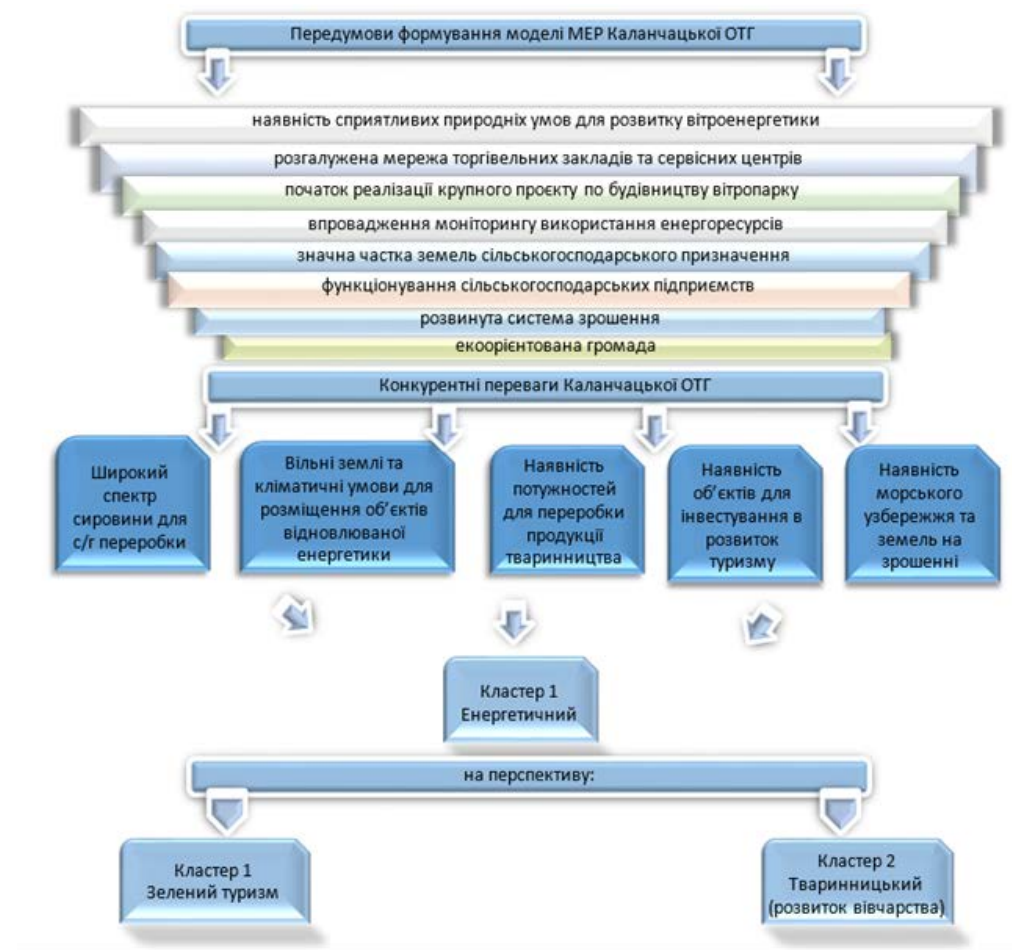 Передумови формування моделі МЕР Каланчацької ОТГ
наявність сприятливих природніх умов для розвитку вітроенергетики
розгалужена мережа торгівельних закладів та сервісних центрів
початок реалізації крупного проєкту по будівництву вітропарку
впровадження моніторингу використання енергоресурсів
значна частка земель сільськогосподарського призначення
функціонування сільськогосподарських підприємств
розвинута система зрошення
екоорієнтована громада
Конкурентні переваги Каланчацької ОТГ
Широкий
спектр
сировини для
с/г переробки
Вільні землі та
кліматичні умови для
розміщення об’єктів
відновлюваної
енергетики
Наявність
потужностей
для переробки
продукції
тваринництва
Наявність
об’єктів для
інвестування в
розвиток
туризму
Наявність
морського
узбережжя та
земель на
зрошенні
Кластер 1
Енергетичний
на перспективу:
Кластер 1
Зелений туризм
Кластер 2
Тваринницький
(розвиток вівчарства)